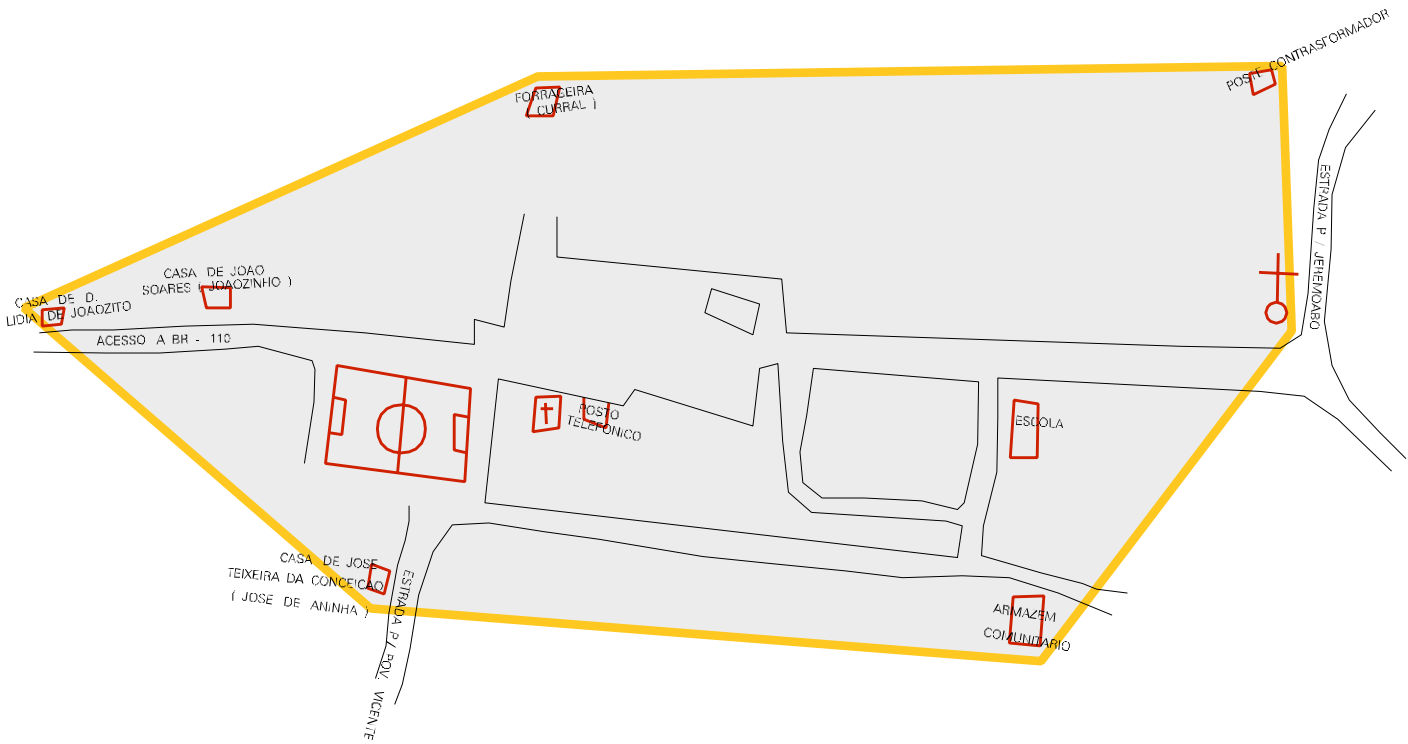 POSTE CONTRASFORMADOR
FORRAGEIRA
( CURRAL )
ESTRADA P / JEREMOABO
CASA DE JOAO
SOARES ( JOAOZINHO )
CASA DE D.
LIDIA DE JOAOZITO
ACESSO A BR - 110
POSTO
TELEFONICO
ESCOLA
CASA DE JOSE
TEIXEIRA DA CONCEICAO
( JOSE DE ANINHA )
ESTRADA P / POV. VICENTE
ARMAZEM
COMUNITARIO